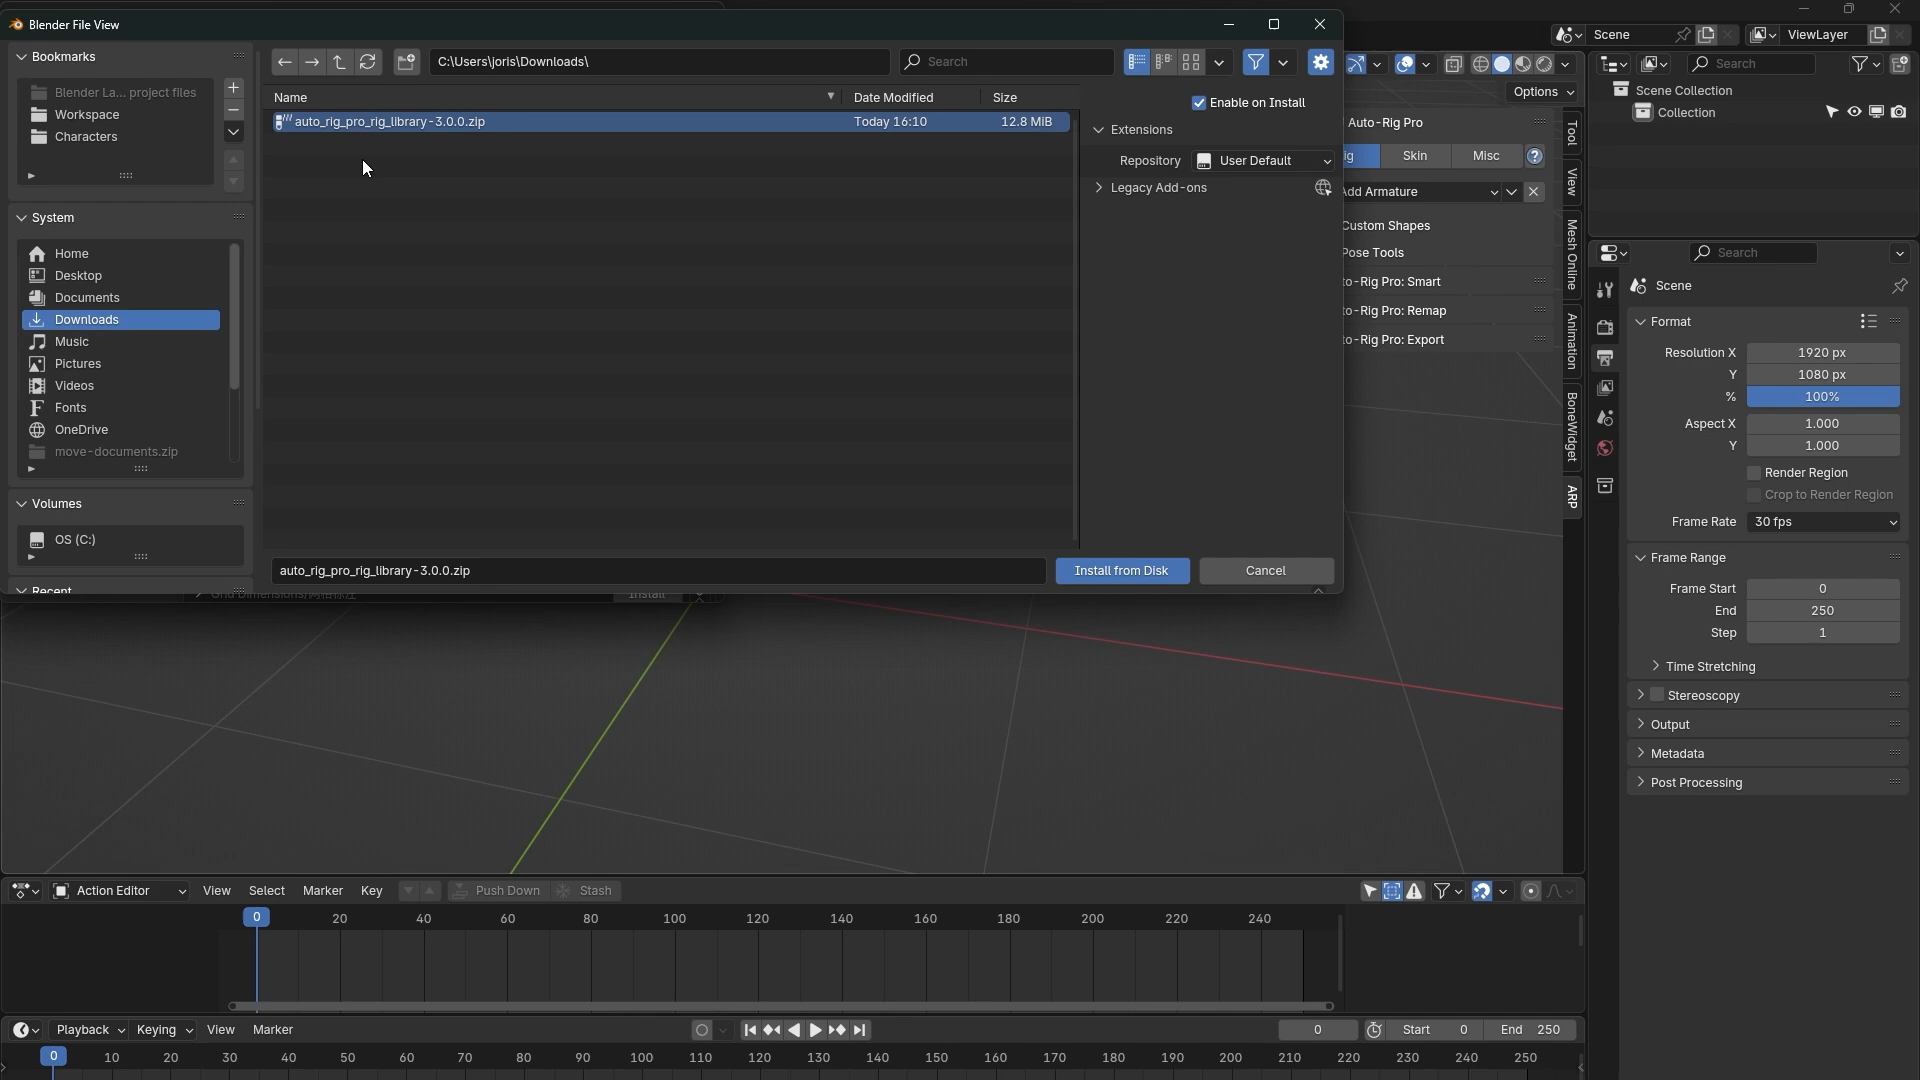 Blender File View
Bookmarks
Blender La... project files
Workspace
Characters
System
Home
Desktop
Documents
Downloads
Music
Pictures
Videos
Fonts
OneDrive
move-documents.zip
Volumes
OS (C:)
Recent
C:\Users\joris\Downloads\
Search
Name
Date Modified
Size
auto_rig_pro_rig_library-3.0.0.zip
Today 16:10
12.8 MiB
Enable on Install
Extensions
Repository
User Default
Legacy Add-ons
auto_rig_pro_rig_library-3.0.0.zip
Install from Disk
Cancel
Install
Options
Auto-Rig Pro
ig
Skin
Misc
dd Armature
Custom Shapes
Pose Tools
to-Rig Pro: Smart
to-Rig Pro: Remap
to-Rig Pro: Export
Tool
View
Mesh Online
Animation
BoneWidget
ARP
Scene
ViewLayer
Search
Scene Collection
Collection
Search
Scene
Format
Resolution X 1920 px
Y 1080 px
% 100%
Aspect X 1.000
Y 1.000
Render Region
Crop to Render Region
Frame Rate 30 fps
Frame Range
Frame Start 0
End 250
Step 1
Time Stretching
Stereoscopy
Output
Metadata
Post Processing
Action Editor View Select Marker Key Push Down Stash
0 20 40 60 80 100 120 140 160 180 200 220 240
Playback Keying View Marker
0 Start 0 End 250
0 10 20 30 40 50 60 70 80 90 100 110 120 130 140 150 160 170 180 190 200 210 220 230 240 250